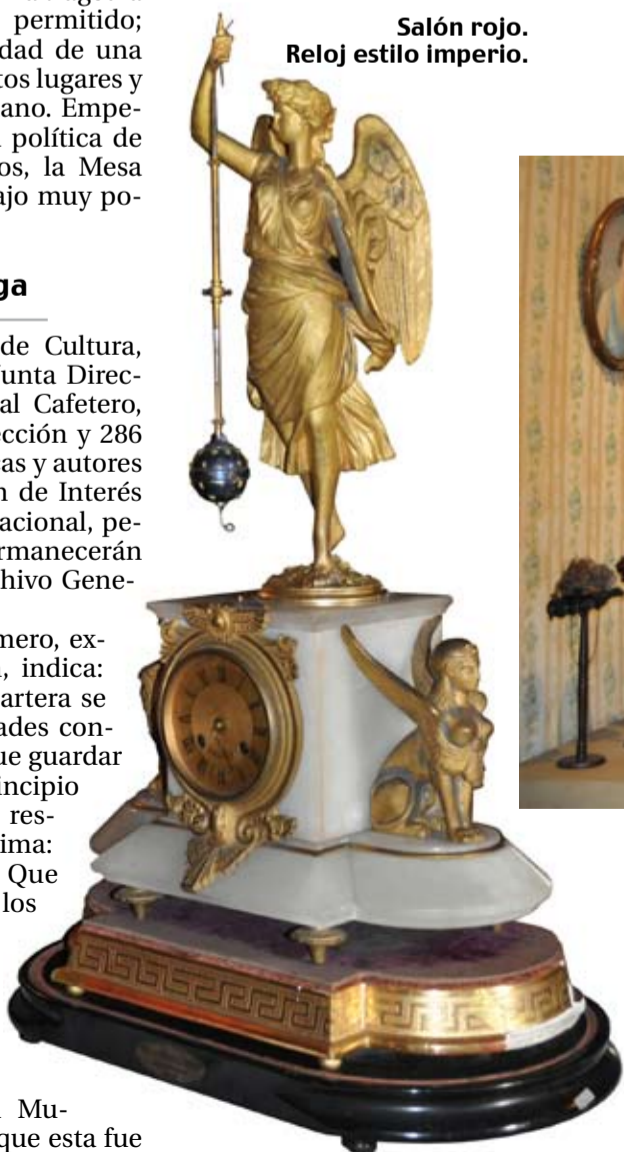 permitido;
dad de una
tos lugares y
ano. Empe-
política de
os, la Mesa
ajo muy po-
ga
de Cultura,
unta Direc-
al Cafetero,
ección y 286
cas y autores
n de Interés
acional, pe-
rmanecerán
chivo Gene-
mero, ex-
, indica:
artera se
ades con-
ue guardar
incipio
res-
ima:
Que
los
Mu-
que esta fue
Salón rojo.
Reloj estilo imperio.